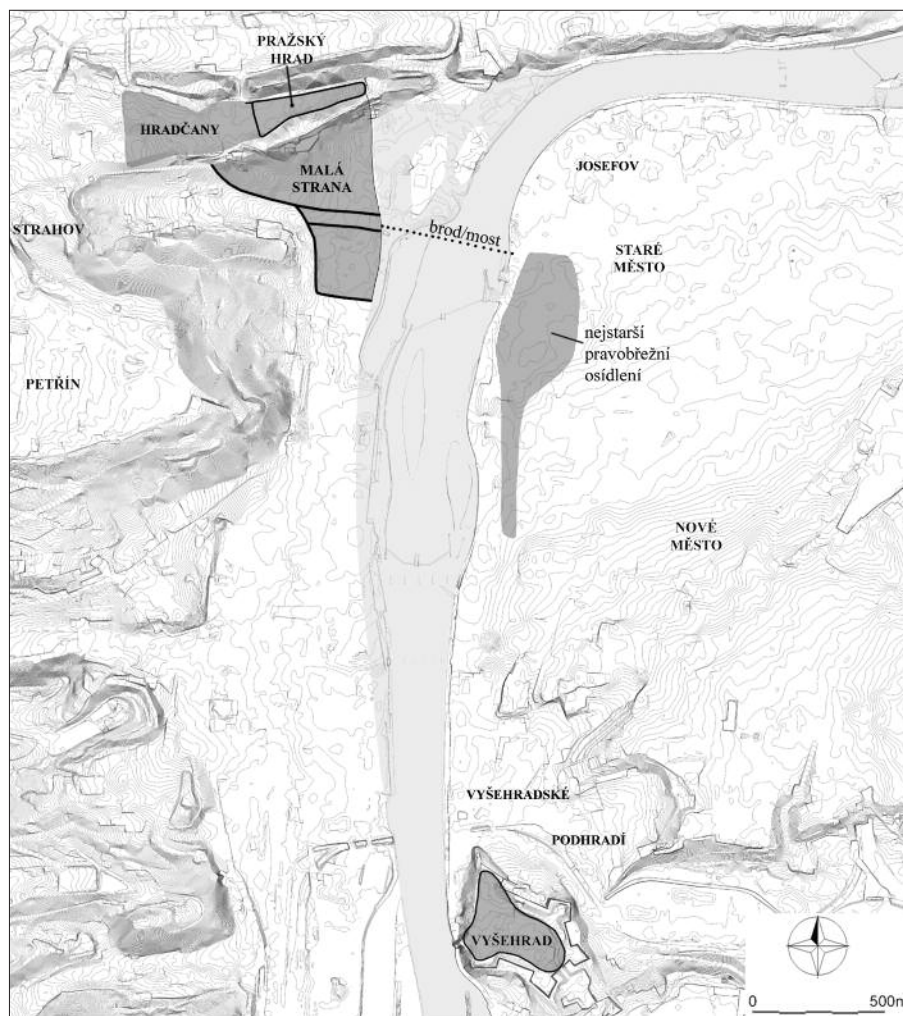 PRAŽSKÝ
HRAD
HRADČANY
MALÁ
STRANA
JOSEFOV
STRAHOV
brod/most
STARÉ
MĚSTO
nejstarší
pravobřežní
osídlení
PETŘÍN
NOVÉ
MĚSTO
VYŠEHRADSKÉ
PODHRADÍ
VYŠEHRAD
0 500m